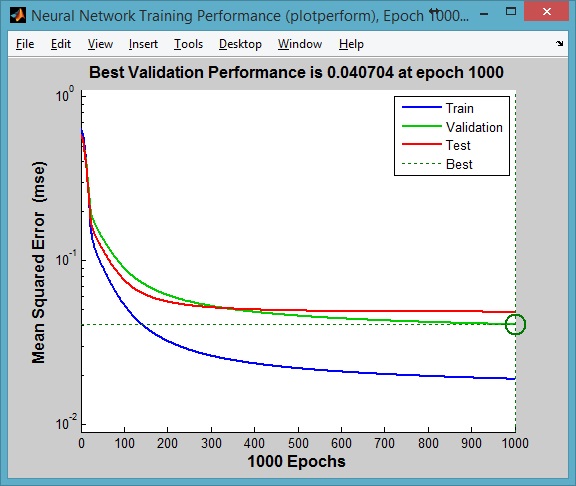 Neural Network Training Performance (plotperform), Epoch 1000...
File Edit View Insert Tools Desktop Window Help
Best Validation Performance is 0.040704 at epoch 1000
Train
Validation
Test
Best
Mean Squared Error (mse)
10^0
10^-1
10^-2
0 100 200 300 400 500 600 700 800 900 1000
1000 Epochs